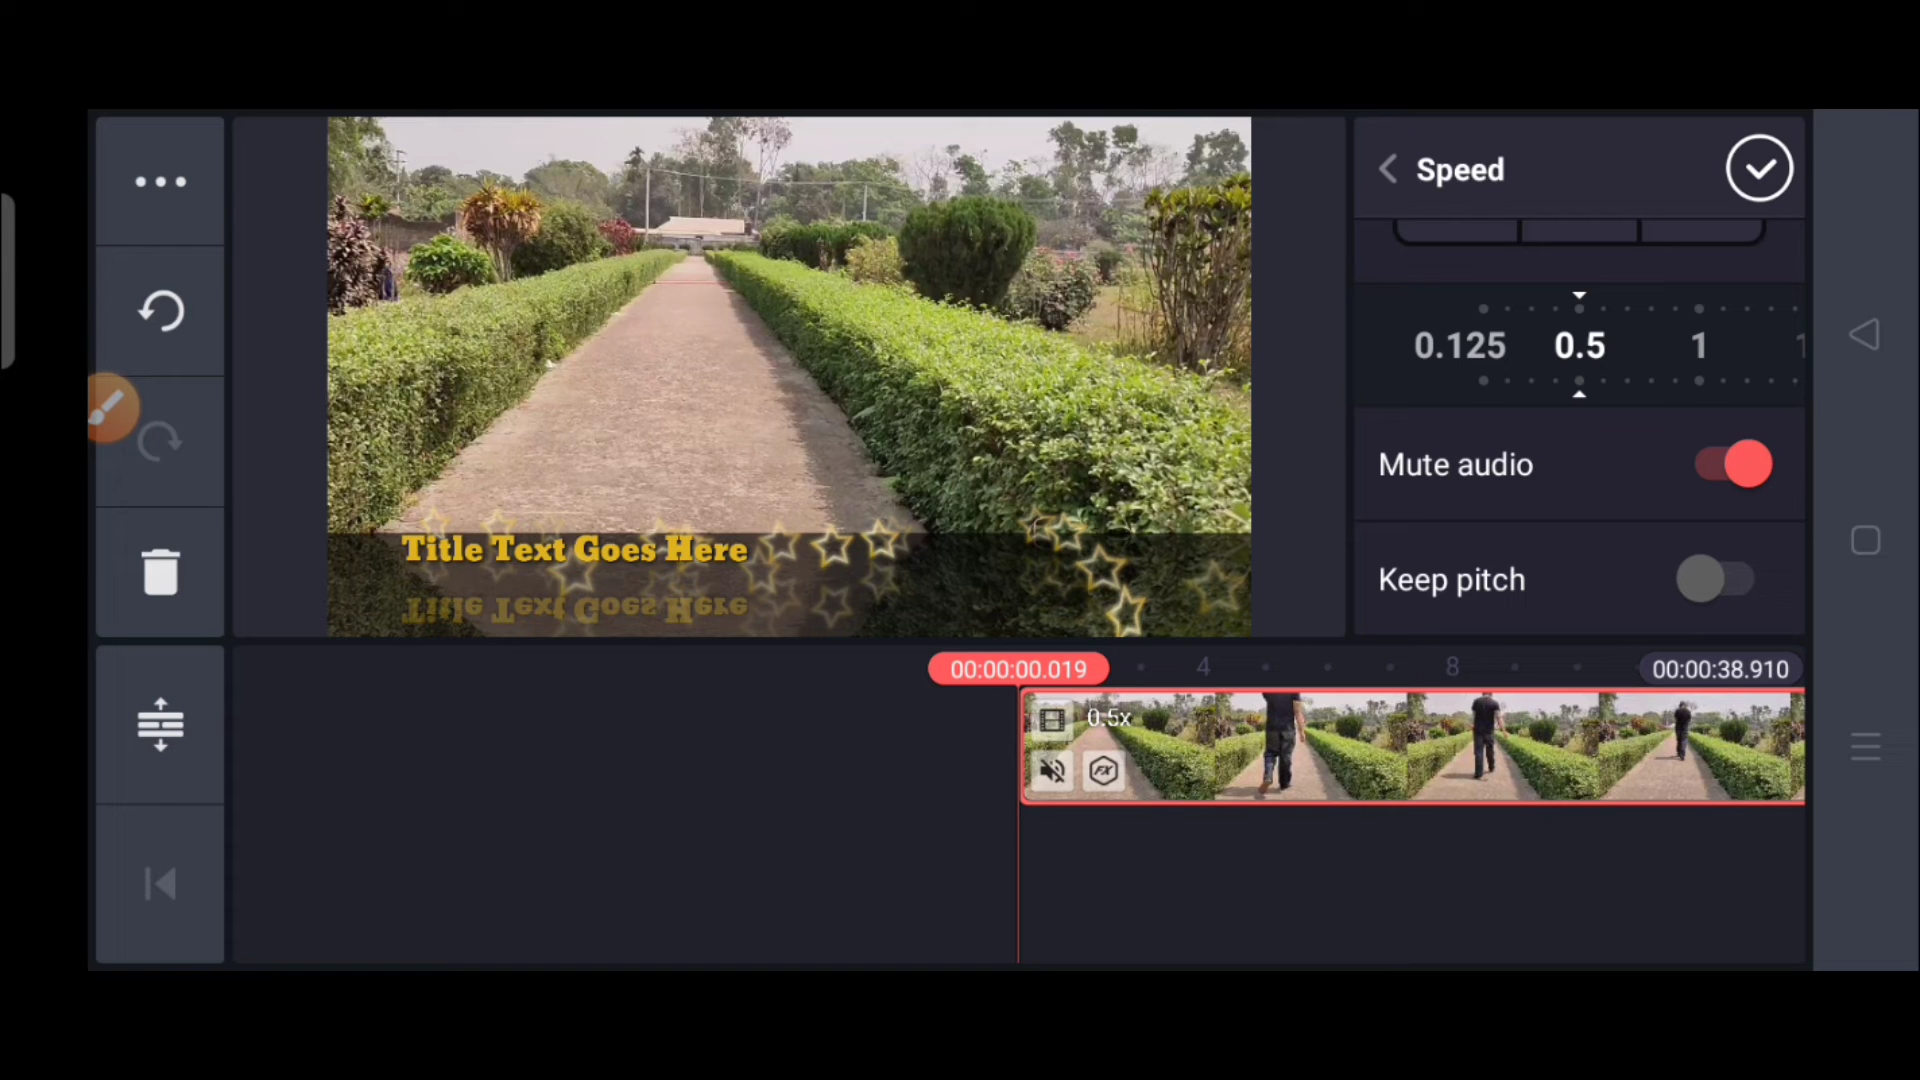 Speed
0.125 0.5 1
Mute audio
Keep pitch
Title Text Goes Here
Title Text Goes Here
00:00:00.019 4 8 00:00:38.910
0.5x
FX